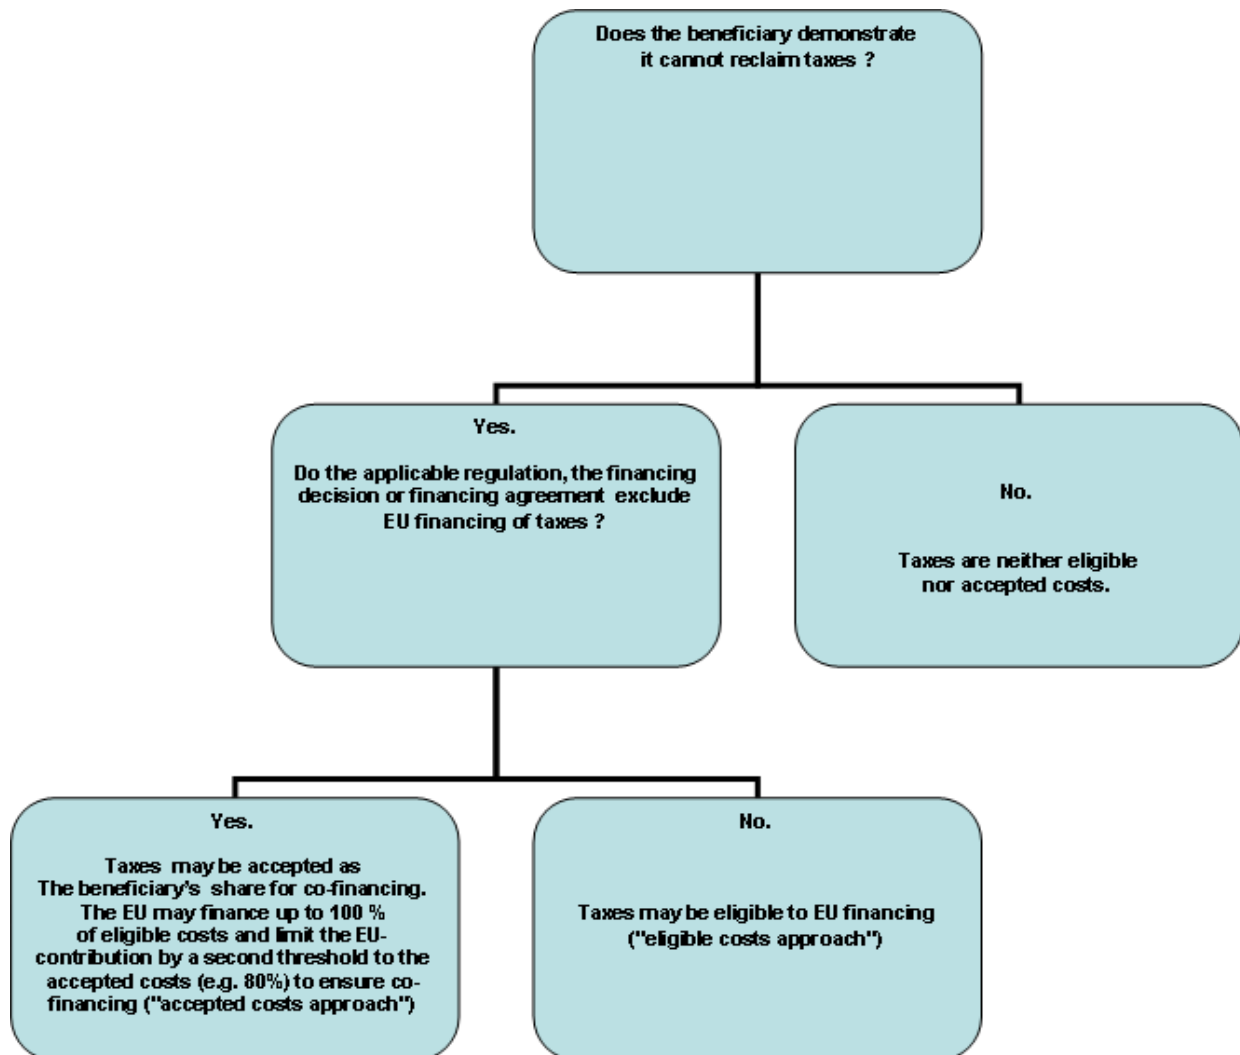 Does the beneficiary demonstrate
it cannot reclaim taxes ?
Yes.
Do the applicable regulation, the financing
decision or financing agreement exclude
EU financing of taxes ?
No.
Taxes are neither eligible
nor accepted costs.
Yes.
Taxes may be accepted as
The beneficiary's share for co-financing.
The EU may finance up to 100 %
of eligible costs and limit the EU-
contribution by a second threshold to the
accepted costs (e.g. 80%) to ensure co-
financing ("accepted costs approach")
No.
Taxes may be eligible to EU financing
("eligible costs approach")